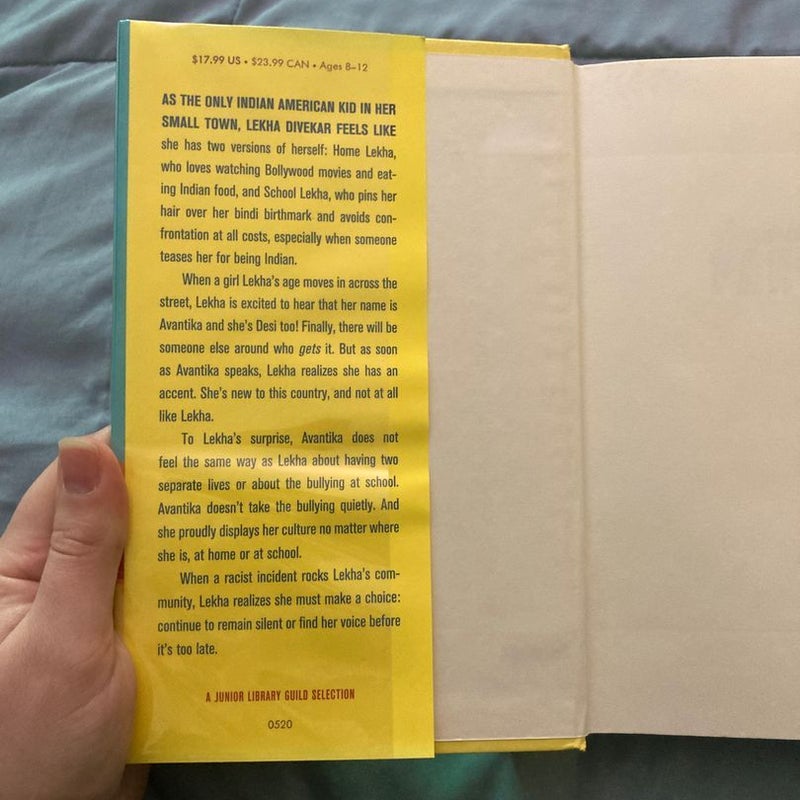 $17.99 US • $23.99 CAN • Ages 8–12
AS THE ONLY INDIAN AMERICAN KID IN HER
SMALL TOWN, LEKHA DIVEKAR FEELS LIKE
she has two versions of herself: Home Lekha,
who loves watching Bollywood movies and eat-
ing Indian food, and School Lekha, who pins her
hair over her bindi birthmark and avoids con-
frontation at all costs, especially when someone
teases her for being Indian.
When a girl Lekha's age moves in across the
street, Lekha is excited to hear that her name is
Avantika and she's Desi too! Finally, there will be
someone else around who gets it. But as soon
as Avantika speaks, Lekha realizes she has an
accent. She's new to this country, and not at all
like Lekha.
To Lekha's surprise, Avantika does not
feel the same way as Lekha about having two
separate lives or about the bullying at school.
Avantika doesn't take the bullying quietly. And
she proudly displays her culture no matter where
she is, at home or at school.
When a racist incident rocks Lekha's com-
munity, Lekha realizes she must make a choice:
continue to remain silent or find her voice before
it's too late.
A JUNIOR LIBRARY GUILD SELECTION
0520